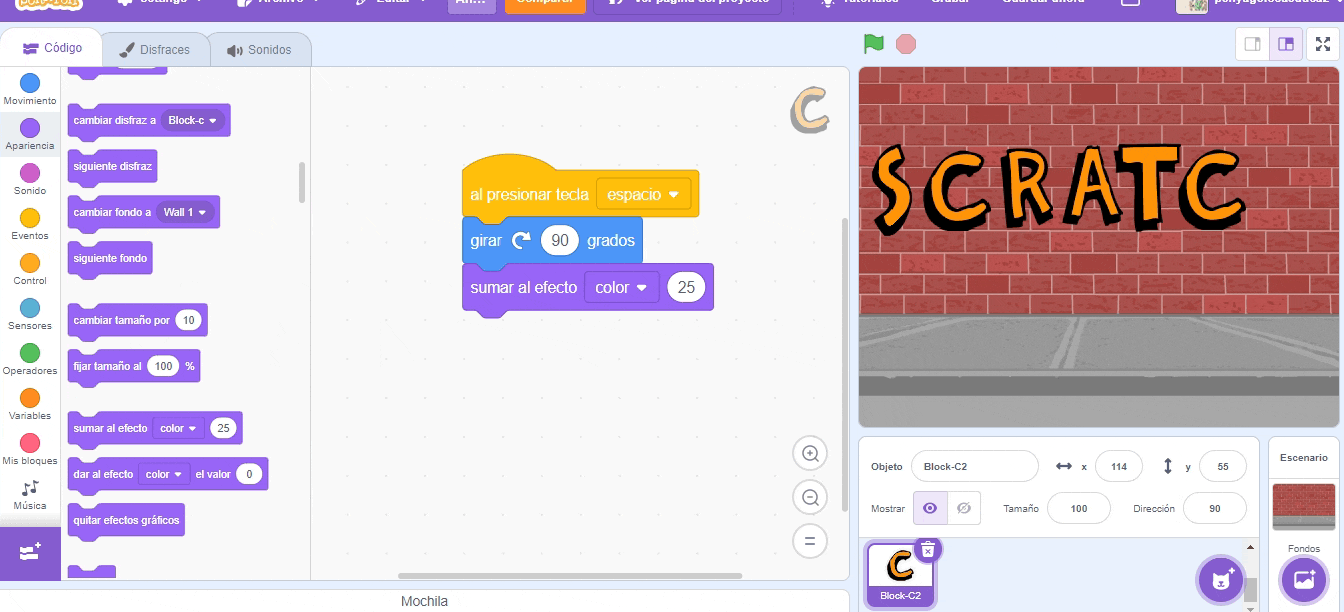 Código
Disfraces
Sonidos
Movimiento
Apariencia
Sonido
Eventos
Control
Sensores
Operadores
Variables
Mis bloques
Música
cambiar disfraz a Block-c
siguiente disfraz
cambiar fondo a Wall 1
siguiente fondo
cambiar tamaño por 10
fijar tamaño al 100 %
sumar al efecto color 25
dar al efecto color el valor 0
quitar efectos gráficos
al presionar tecla espacio
girar 90 grados
sumar al efecto color 25
C
SCRATC
Objeto Block-C2 x 114 y 55
Mostrar Tamaño 100 Dirección 90
C
Block-C2
Escenario
Fondos
Mochila